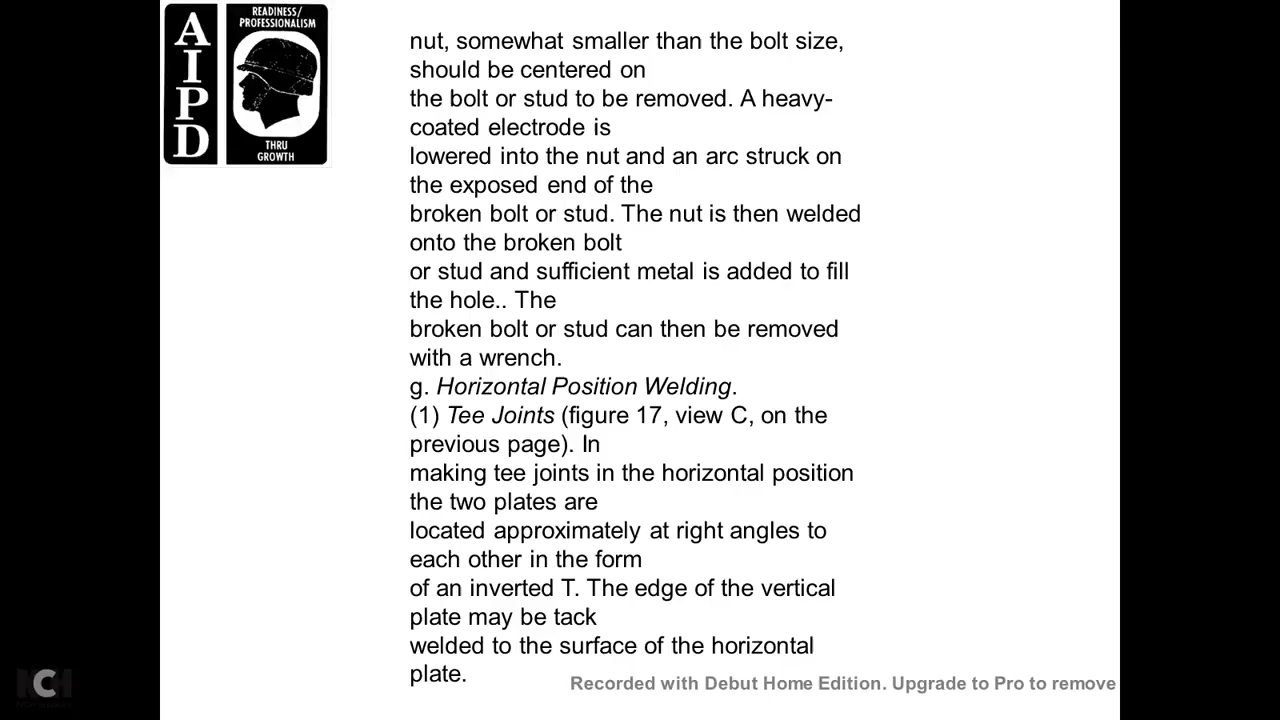 READINESS/
PROFESSIONALISM
A
I
P
D
THRU
GROWTH
nut, somewhat smaller than the bolt size,
should be centered on
the bolt or stud to be removed. A heavy-
coated electrode is
lowered into the nut and an arc struck on
the exposed end of the
broken bolt or stud. The nut is then welded
onto the broken bolt
or stud and sufficient metal is added to fill
the hole.. The
broken bolt or stud can then be removed
with a wrench.
g. Horizontal Position Welding.
(1) Tee Joints (figure 17, view C, on the
previous page). In
making tee joints in the horizontal position
the two plates are
located approximately at right angles to
each other in the form
of an inverted T. The edge of the vertical
plate may be tack
welded to the surface of the horizontal
plate.
Recorded with Debut Home Edition. Upgrade to Pro to remove
NCH